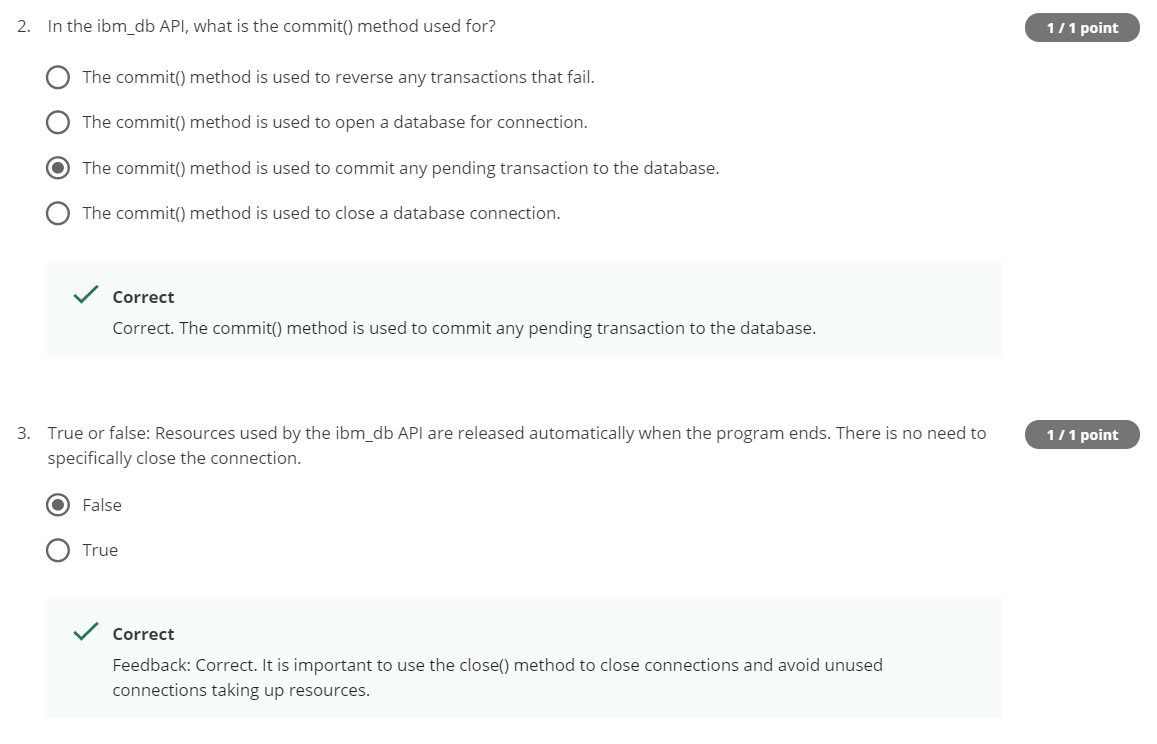 2. In the ibm_db API, what is the commit() method used for?
1 / 1 point
The commit() method is used to reverse any transactions that fail.
The commit() method is used to open a database for connection.
The commit() method is used to commit any pending transaction to the database.
The commit() method is used to close a database connection.
Correct
Correct. The commit() method is used to commit any pending transaction to the database.
3. True or false: Resources used by the ibm_db API are released automatically when the program ends. There is no need to
1 / 1 point
specifically close the connection.
False
True
Correct
Feedback: Correct. It is important to use the close() method to close connections and avoid unused
connections taking up resources.